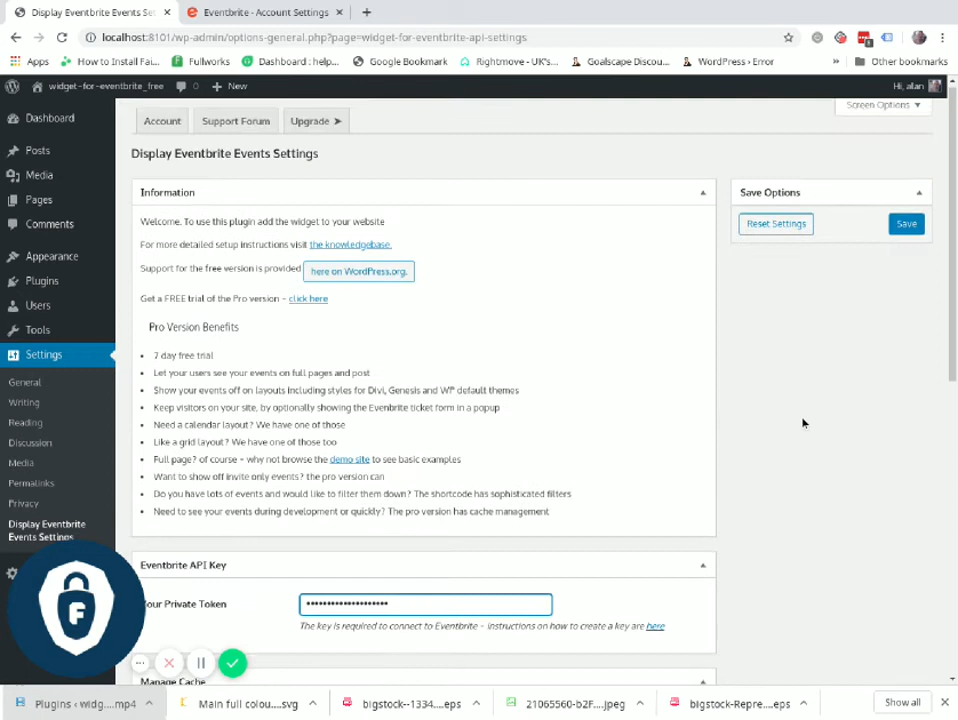 Display Eventbrite Events Set
Eventbrite - Account Settings
localhost:8101/wp-admin/options-general.php?page=widget-for-eventbrite-api-settings
Apps
How to Install Fai...
Fullworks
Dashboard : help...
Google Bookmark
Rightmove - UK's...
Goalscape Discou...
WordPress › Error
»
Other bookmarks
widget-for-eventbrite_free
0
+ New
Hi, alan
Dashboard
Posts
Media
Pages
Comments
Appearance
Plugins
Users
Tools
Settings
General
Writing
Reading
Discussion
Media
Permalinks
Privacy
Display Eventbrite
Events Settings
Screen Options ▼
Account
Support Forum
Upgrade ➤
Display Eventbrite Events Settings
Information
Welcome. To use this plugin add the widget to your website
For more detailed setup instructions visit the knowledgebase.
Support for the free version is provided here on WordPress.org.
Get a FREE trial of the Pro version - click here
Pro Version Benefits
• 7 day free trial
• Let your users see your events on full pages and post
• Show your events off on layouts including styles for Divi, Genesis and WP default themes
• Keep visitors on your site, by optionally showing the Evenbrite ticket form in a popup
• Need a calendar layout? We have one of those
• Like a grid layout? We have one of those too
• Full page? of course - why not browse the demo site to see basic examples
• Want to show off invite only events? the pro version can
• Do you have lots of events and would like to filter them down? The shortcode has sophisticated filters
• Need to see your events during development or quickly? The pro version has cache management
Save Options
Reset Settings
Save
Eventbrite API Key
Your Private Token
••••••••••••••••••••
The key is required to connect to Eventbrite - instructions on how to create a key are here
Manage Cache
F
Plugins ‹ widg....mp4
Main full colou....svg
bigstock--1334....eps
21065560-b2F....jpeg
bigstock-Repre....eps
Show all